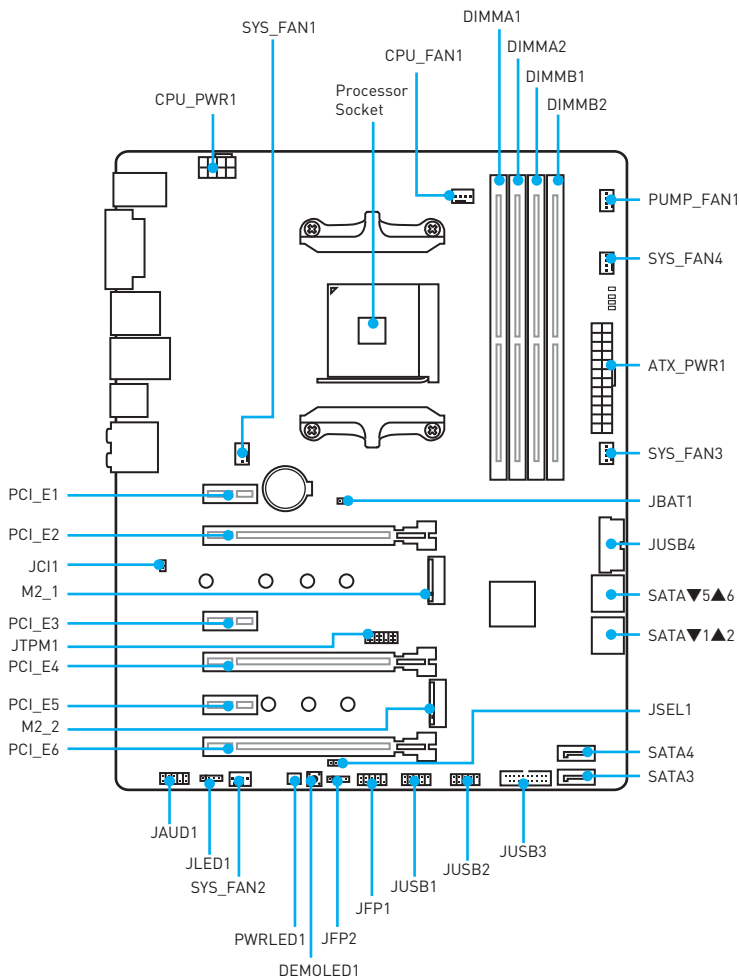 DIMMA1
SYS_FAN1
DIMMA2
CPU_FAN1
DIMMB1
Processor
Socket
CPU_PWR1
DIMMB2
PUMP_FAN1
SYS_FAN4
ATX_PWR1
SYS_FAN3
PCI_E1
JBAT1
PCI_E2
JUSB4
JCI1
M2_1
SATA▼5▲6
PCI_E3
SATA▼1▲2
JTPM1
PCI_E4
PCI_E5
JSEL1
M2_2
PCI_E6
SATA4
SATA3
JAUD1
JLED1
SYS_FAN2
PWRLED1
DEMOLED1
JFP2
JFP1
JUSB1
JUSB2
JUSB3